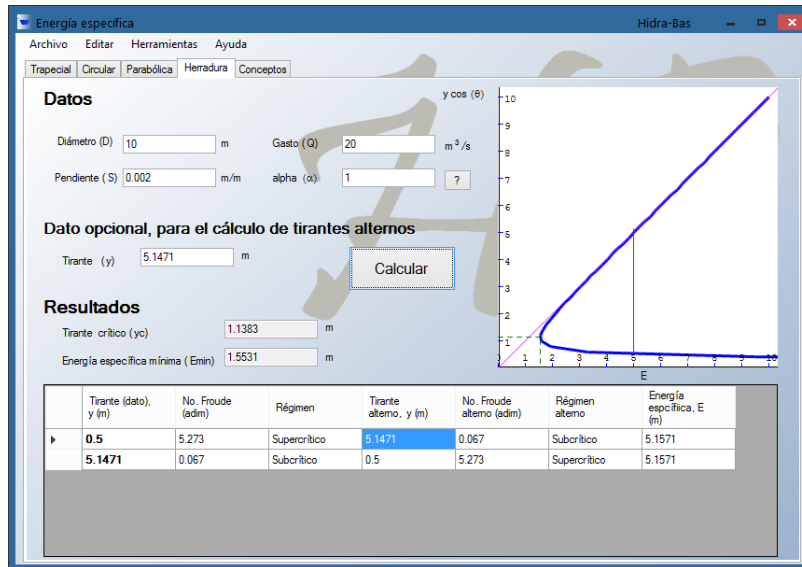 Energía específica
Hidra-Bas
Archivo Editar Herramientas Ayuda
Trapecial Circular Parabólica Herradura Conceptos
Datos
Diámetro (D) 10 m Gasto (Q) 20 m³/s
Pendiente (S) 0.002 m/m alpha (α) 1 ?
Dato opcional, para el cálculo de tirantes alternos
Tirante (y) 5.1471 m
Calcular
Resultados
Tirante crítico (yc) 1.1383 m
Energía específica mínima (Emin) 1.5531 m
y cos (θ)
10
9
8
7
6
5
4
3
2
1
0 1 2 3 4 5 6 7 8 9 10
E
Tirante (dato), y (m) No. Froude (adim) Régimen Tirante alterno, y (m) No. Froude alterno (adim) Régimen alterno Energía espcífiica, E (m)
0.5 5.273 Supercrítico 5.1471 0.067 Subcrítico 5.1571
5.1471 0.067 Subcrítico 0.5 5.273 Supercrítico 5.1571